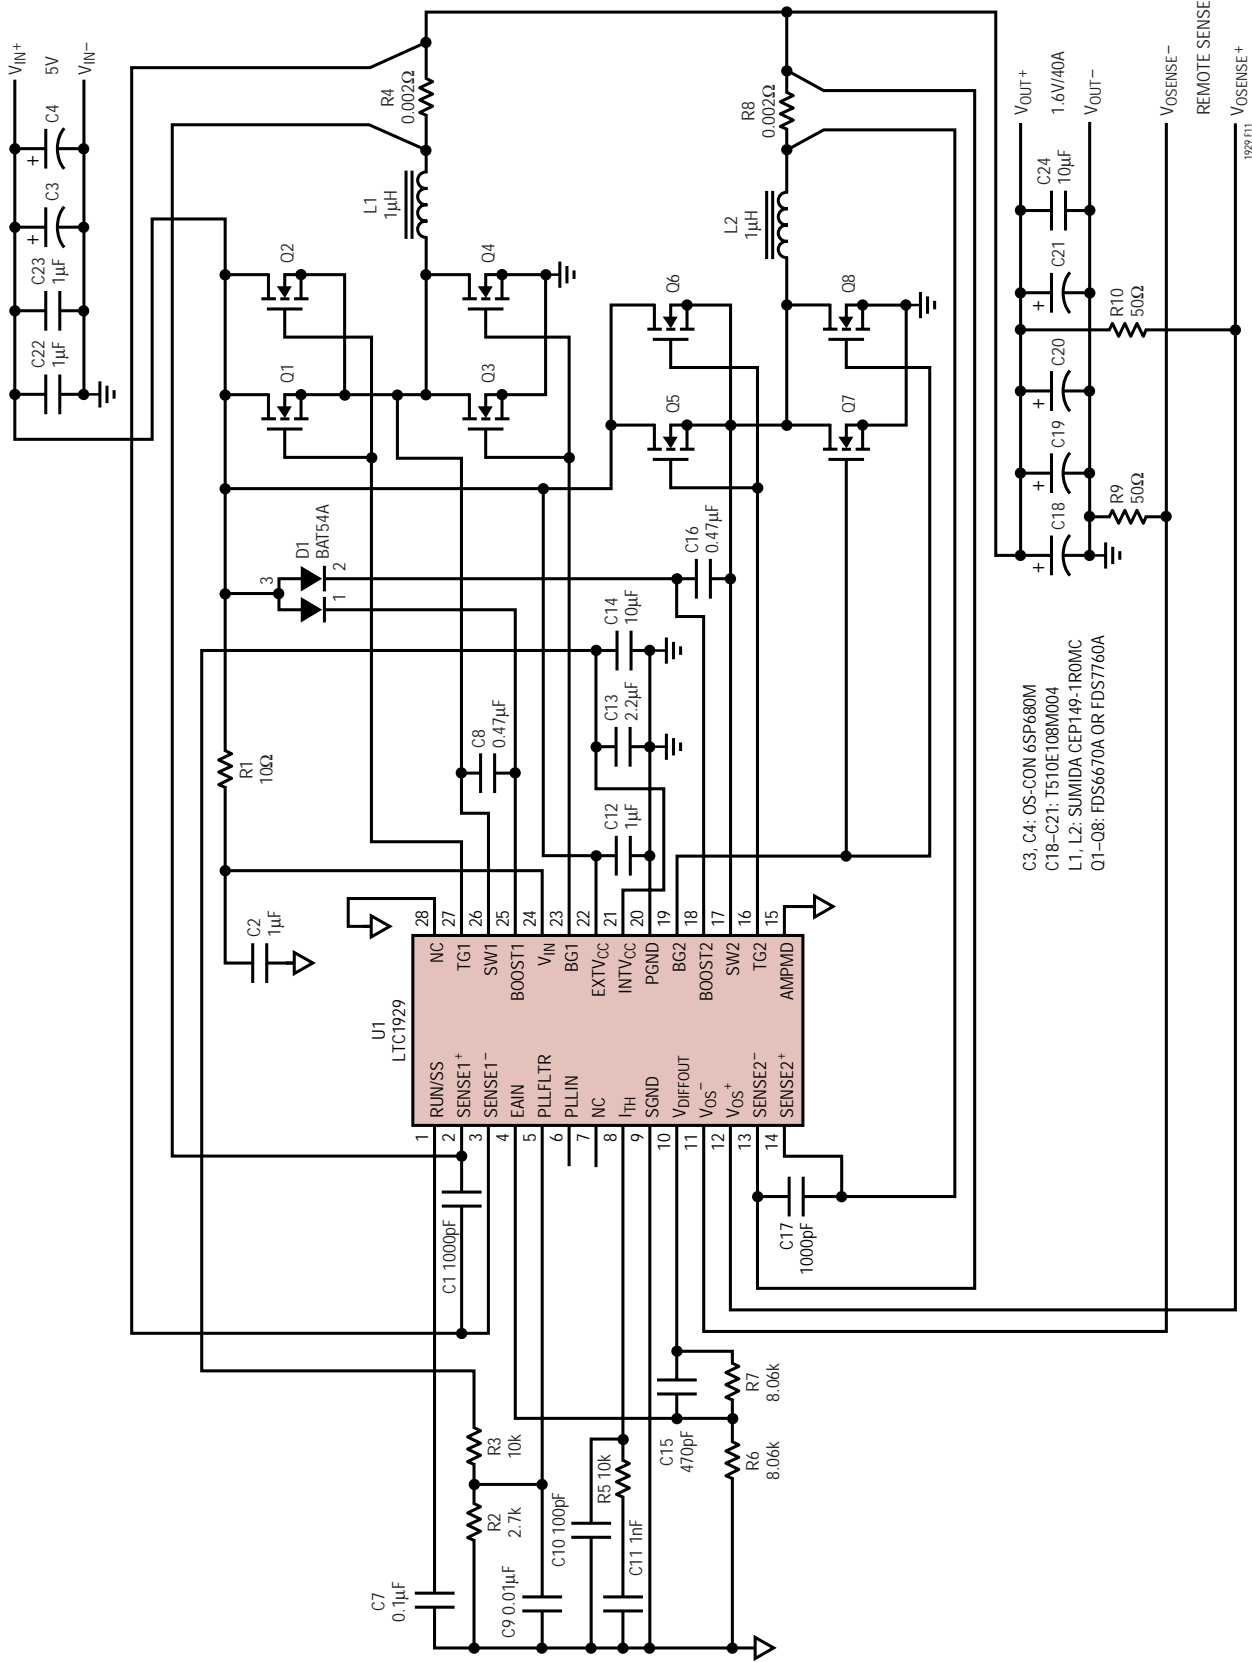 VIN+
5V
VIN−
C4
C3
C23
1µF
C22
1µF
+
+
R4
0.002Ω
L1
1µH
R8
0.002Ω
L2
1µH
Q2
Q4
Q1
Q3
Q6
Q8
Q5
Q7
D1
BAT54A
3
2
1
C16
0.47µF
R1
10Ω
C8
0.47µF
C14
10µF
C13
2.2µF
C12
1µF
C2
1µF
VOUT+
1.6V/40A
VOUT−
VOSENSE−
REMOTE SENSE
VOSENSE+
1929 F11
C24
10µF
C21
+
R10
50Ω
C20
+
C19
+
R9
50Ω
C18
+
C3, C4: OS-CON 6SP680M
C18–C21: T510E108M004
L1, L2: SUMIDA CEP149-1R0MC
Q1–Q8: FDS6670A OR FDS7760A
U1
LTC1929
28 NC
27 TG1
26 SW1
25 BOOST1
24 VIN
23 BG1
22 EXTVCC
21 INTVCC
20 PGND
19 BG2
18 BOOST2
17 SW2
16 TG2
15 AMPMD
1 RUN/SS
2 SENSE1+
3 SENSE1−
4 EAIN
5 PLLFLTR
6 PLLIN
7 NC
8 ITH
9 SGND
10 VDIFFOUT
11 VOS−
12 VOS+
13 SENSE2−
14 SENSE2+
C1 1000pF
C17
1000pF
R3
10k
R2
2.7k
C7
0.1µF
C9 0.01µF
C10 100pF
R5 10k
C11 1nF
C15
470pF
R7
8.06k
R6
8.06k